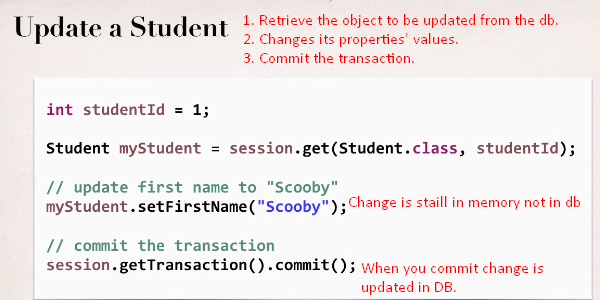 Update a Student
1. Retrieve the object to be updated from the db.
2. Changes its properties' values.
3. Commit the transaction.
int studentId = 1;
Student myStudent = session.get(Student.class, studentId);
// update first name to "Scooby"
myStudent.setFirstName("Scooby"); Change is staill in memory not in db
// commit the transaction
session.getTransaction().commit(); When you commit change is
updated in DB.